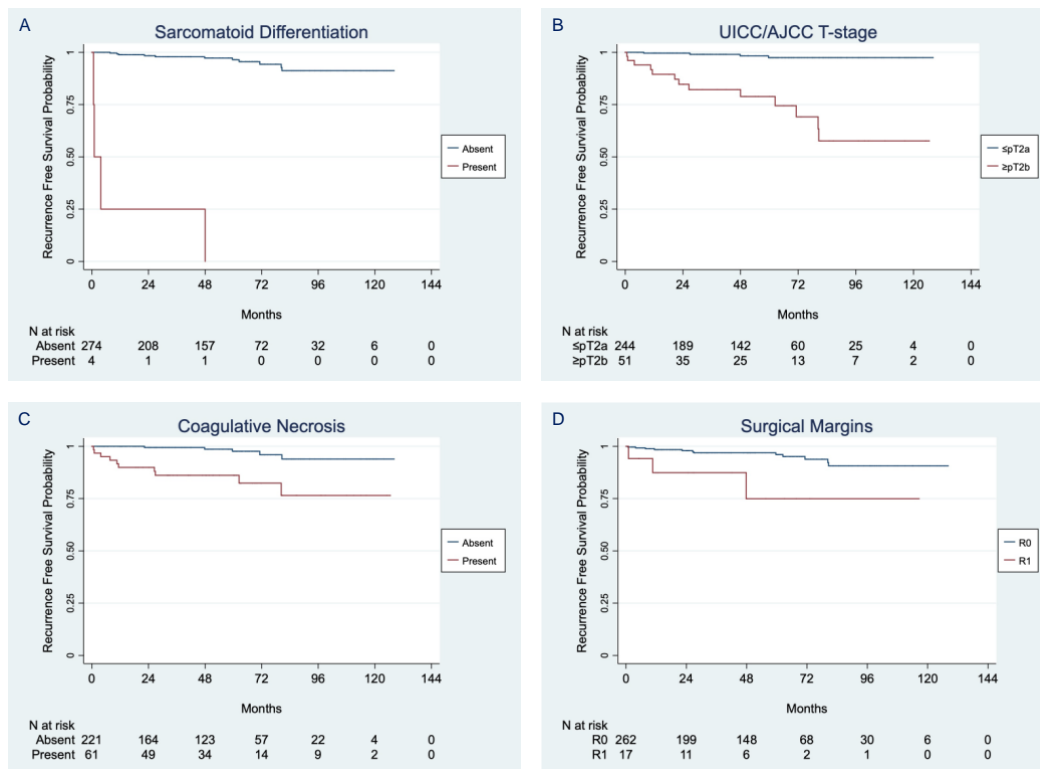 A
Sarcomatoid Differentiation
Recurrence Free Survival Probability
1
0.75
0.50
0.25
0
0 24 48 72 96 120 144
Months
Absent
Present
N at risk
Absent 274 208 157 72 32 6 0
Present 4 1 1 0 0 0 0
B
UICC/AJCC T-stage
Recurrence Free Survival Probability
1
0.75
0.50
0.25
0
0 24 48 72 96 120 144
Months
≤pT2a
≥pT2b
N at risk
≤pT2a 244 189 142 60 25 4 0
≥pT2b 51 35 25 13 7 2 0
C
Coagulative Necrosis
Recurrence Free Survival Probability
1
0.75
0.50
0.25
0
0 24 48 72 96 120 144
Months
Absent
Present
N at risk
Absent 221 164 123 57 22 4 0
Present 61 49 34 14 9 2 0
D
Surgical Margins
Recurrence Free Survival Probability
1
0.75
0.50
0.25
0
0 24 48 72 96 120 144
Months
R0
R1
N at risk
R0 262 199 148 68 30 6 0
R1 17 11 6 2 1 0 0